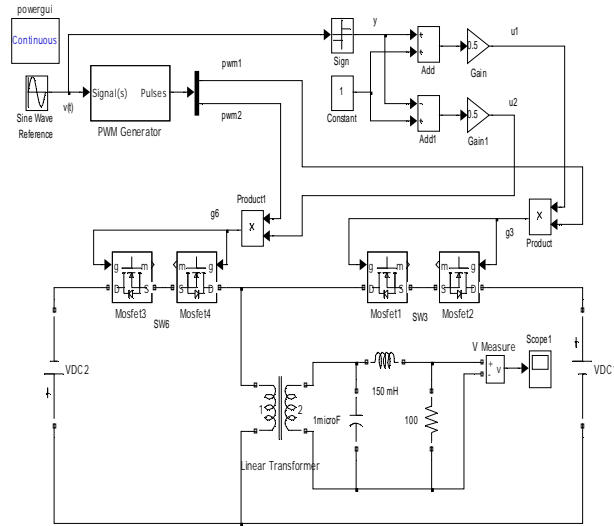 powergui
Continuous
Sine Wave
Reference
v(t)
Signal(s)
Pulses
PWM Generator
pwm1
pwm2
Sign
y
1
Constant
+
+
Add
0.5
Gain
u1
-
+
Add1
0.5
Gain1
u2
Product1
X
g6
Product
X
g3
g
m
D
S
Mosfet3
SW6
m
g
S
D
Mosfet4
g
m
D
S
Mosfet1
SW3
m
g
S
D
Mosfet2
VDC2
1
2
Linear Transformer
1microF
150 mH
100
V Measure
+
-
v
Scope1
VDC